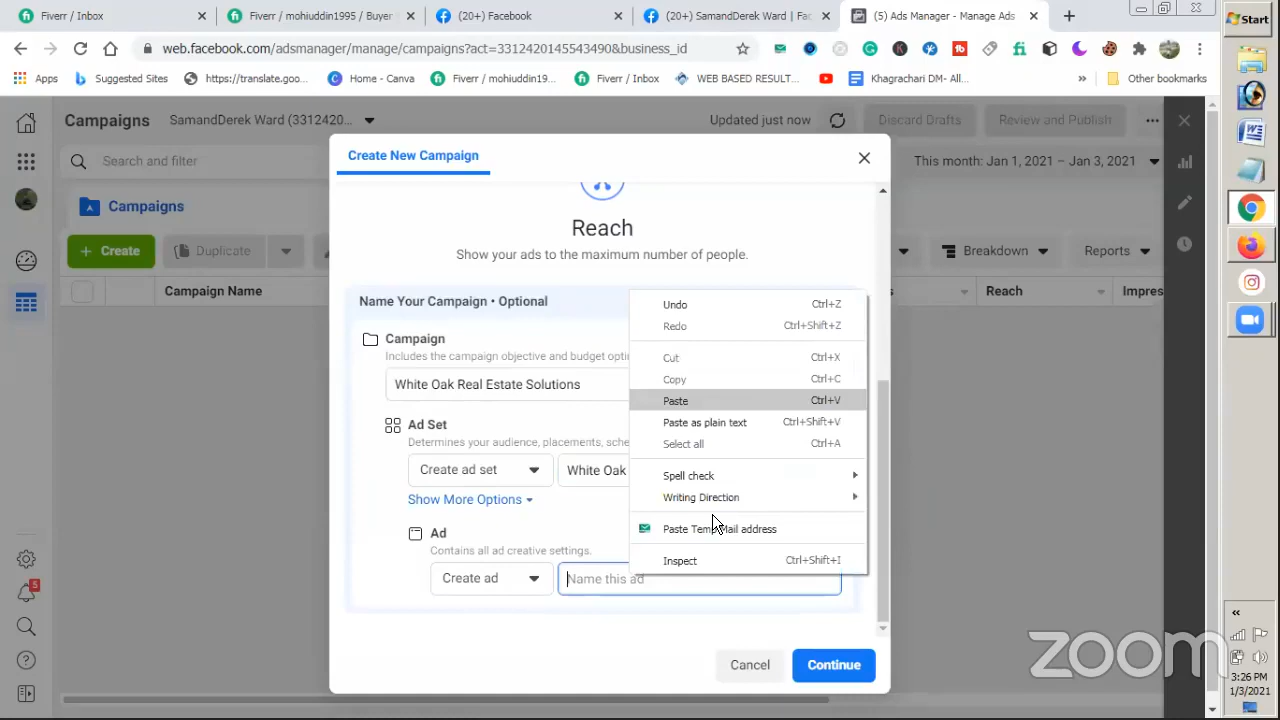 Fiverr / Inbox
Fiverr / mohiuddin1995 / Buyer
(20+) Facebook
(20+) SamandDerek Ward | Fac
(5) Ads Manager - Manage Ads
Start
web.facebook.com/adsmanager/manage/campaigns?act=3312420145543490&business_id
Apps
Suggested Sites
https://translate.goo...
Home - Canva
Fiverr / mohiuddin199...
Fiverr / Inbox
WEB BASED RESULT...
Khagrachari DM- All...
Other bookmarks
Campaigns
SamandDerek Ward (3312420...
Updated just now
Discard Drafts
Review and Publish
Create New Campaign
Search and filter
This month: Jan 1, 2021 – Jan 3, 2021
Campaigns
Reach
Show your ads to the maximum number of people.
+ Create
Duplicate
Breakdown
Reports
Campaign Name
Reach
Impres
Name Your Campaign • Optional
Campaign
Includes the campaign objective and budget opti
White Oak Real Estate Solutions
Ad Set
Determines your audience, placements, sche
Create ad set
White Oak
Show More Options
Ad
Contains all ad creative settings.
Create ad
Name this ad
Undo Ctrl+Z
Redo Ctrl+Shift+Z
Cut Ctrl+X
Copy Ctrl+C
Paste Ctrl+V
Paste as plain text Ctrl+Shift+V
Select all Ctrl+A
Spell check
Writing Direction
Paste Temp Mail address
Inspect Ctrl+Shift+I
Cancel
Continue
5
zoom
3:26 PM
1/3/2021